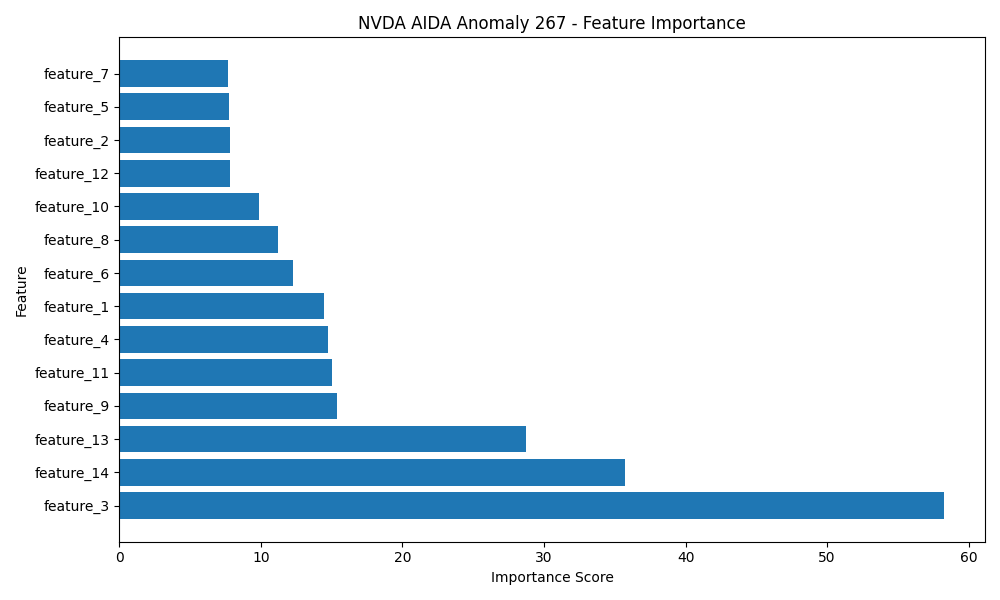 NVDA AIDA Anomaly 267 - Feature Importance
Feature
feature_7
feature_5
feature_2
feature_12
feature_10
feature_8
feature_6
feature_1
feature_4
feature_11
feature_9
feature_13
feature_14
feature_3
0 10 20 30 40 50 60
Importance Score